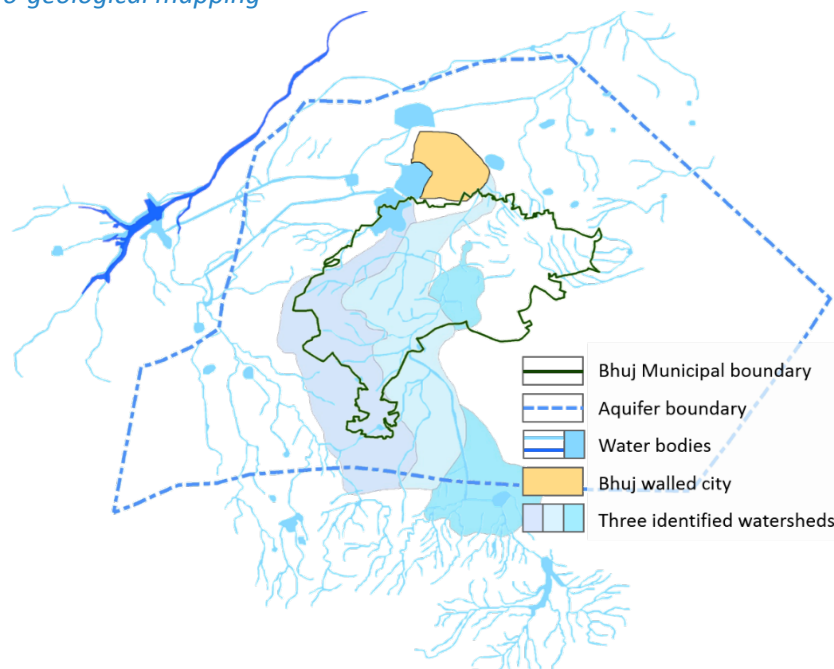 o-geological mapping
Bhuj Municipal boundary
Aquifer boundary
Water bodies
Bhuj walled city
Three identified watersheds